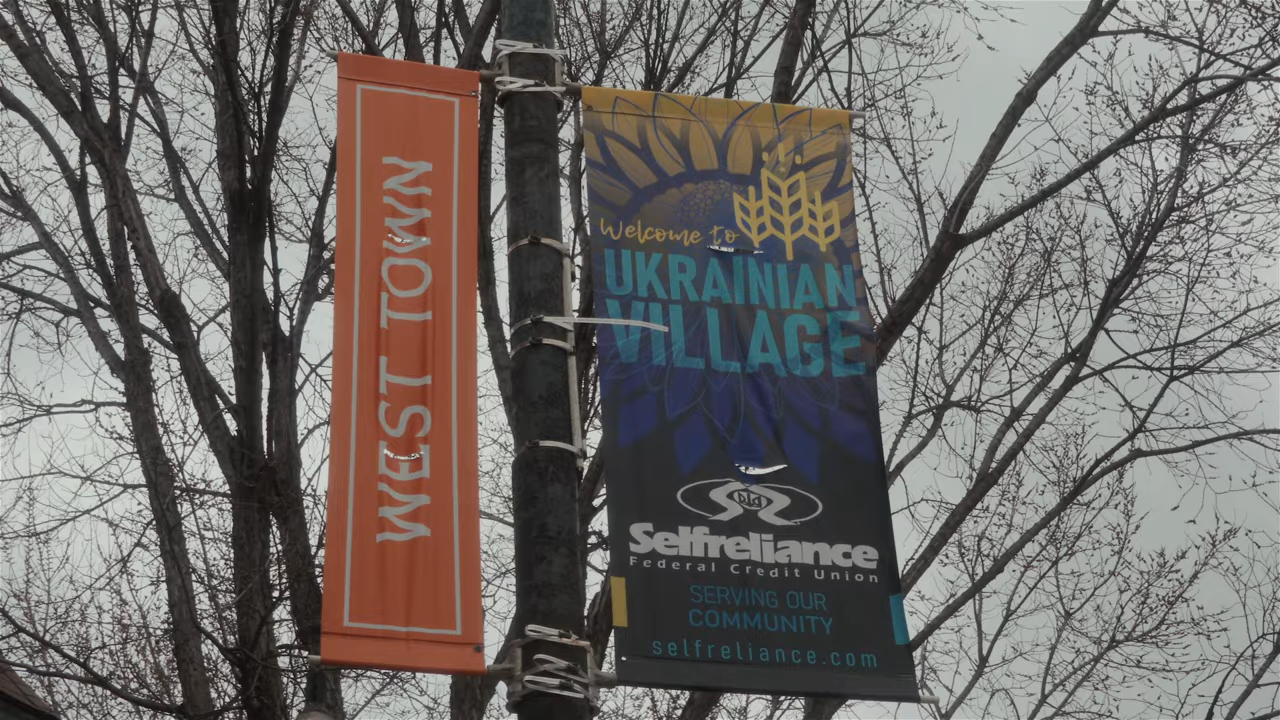 WEST TOWN
Welcome to
UKRAINIAN
VILLAGE
Selfreliance
Federal Credit Union
SERVING OUR
COMMUNITY
selfreliance.com